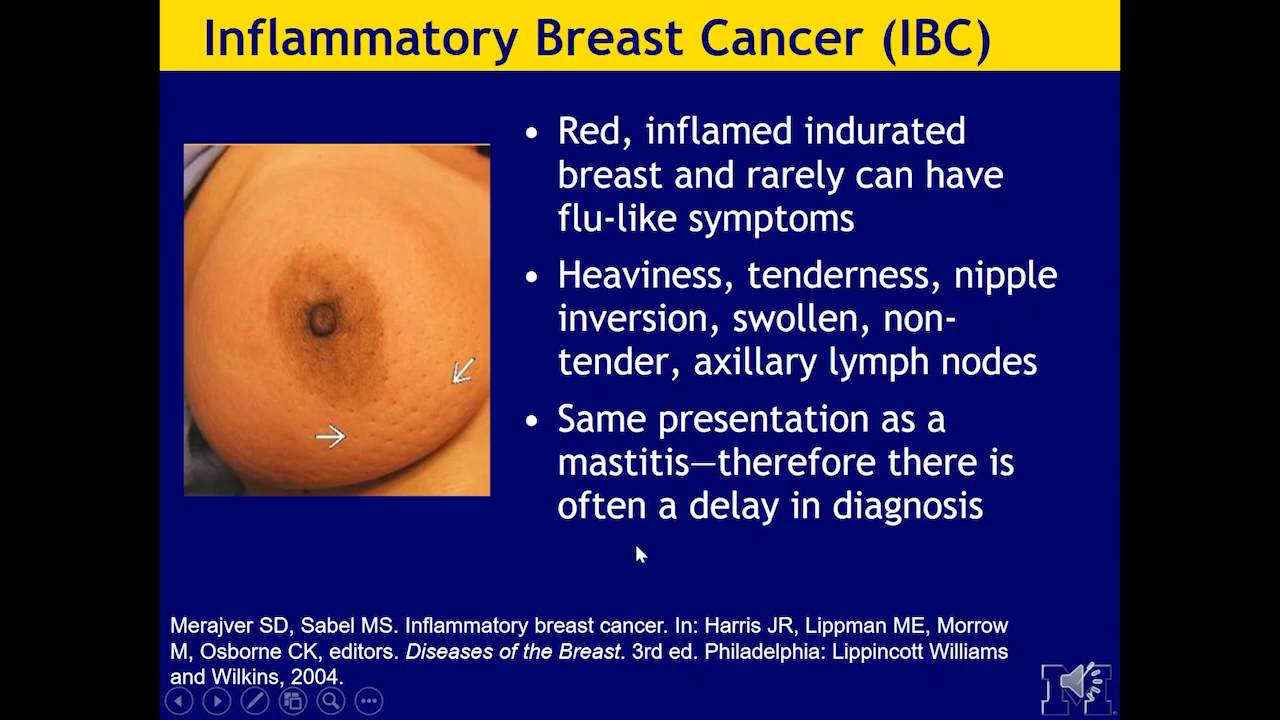 Inflammatory Breast Cancer (IBC)
• Red, inflamed indurated
breast and rarely can have
flu-like symptoms
• Heaviness, tenderness, nipple
inversion, swollen, non-
tender, axillary lymph nodes
• Same presentation as a
mastitis—therefore there is
often a delay in diagnosis
Merajver SD, Sabel MS. Inflammatory breast cancer. In: Harris JR, Lippman ME, Morrow
M, Osborne CK, editors. Diseases of the Breast. 3rd ed. Philadelphia: Lippincott Williams
and Wilkins, 2004.
M